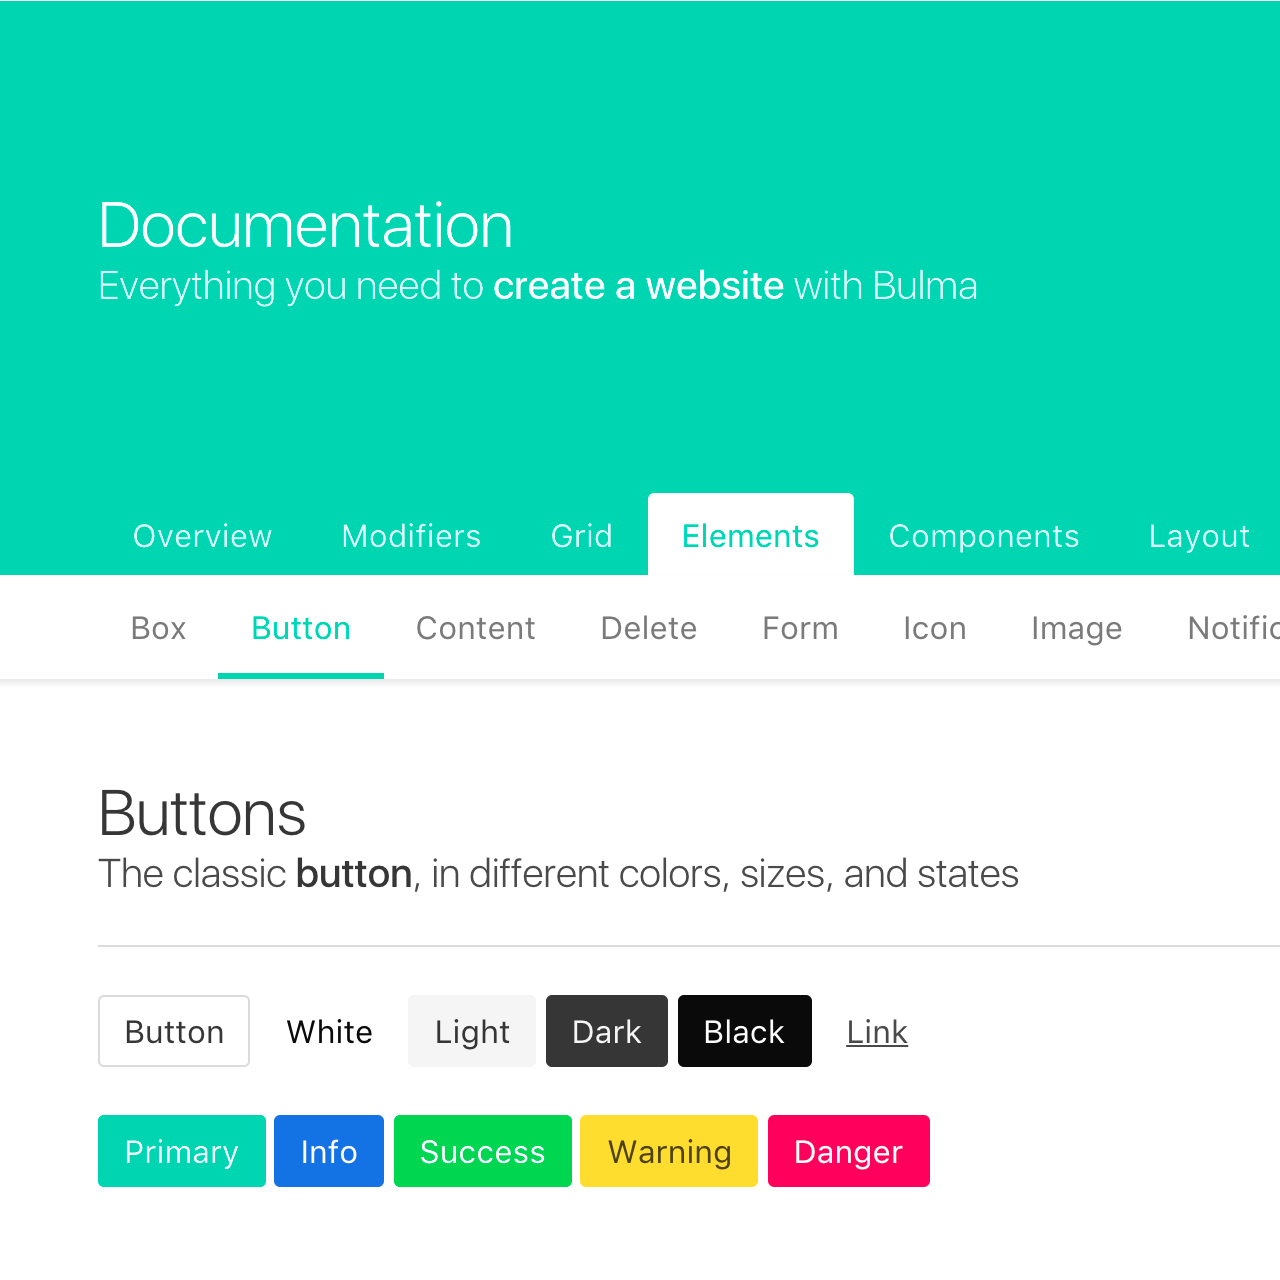 Documentation
Everything you need to create a website with Bulma
Overview Modifiers Grid Elements Components Layout
Box Button Content Delete Form Icon Image
Buttons
The classic button, in different colors, sizes, and states
Button White Light Dark Black Link
Primary Info Success Warning Danger